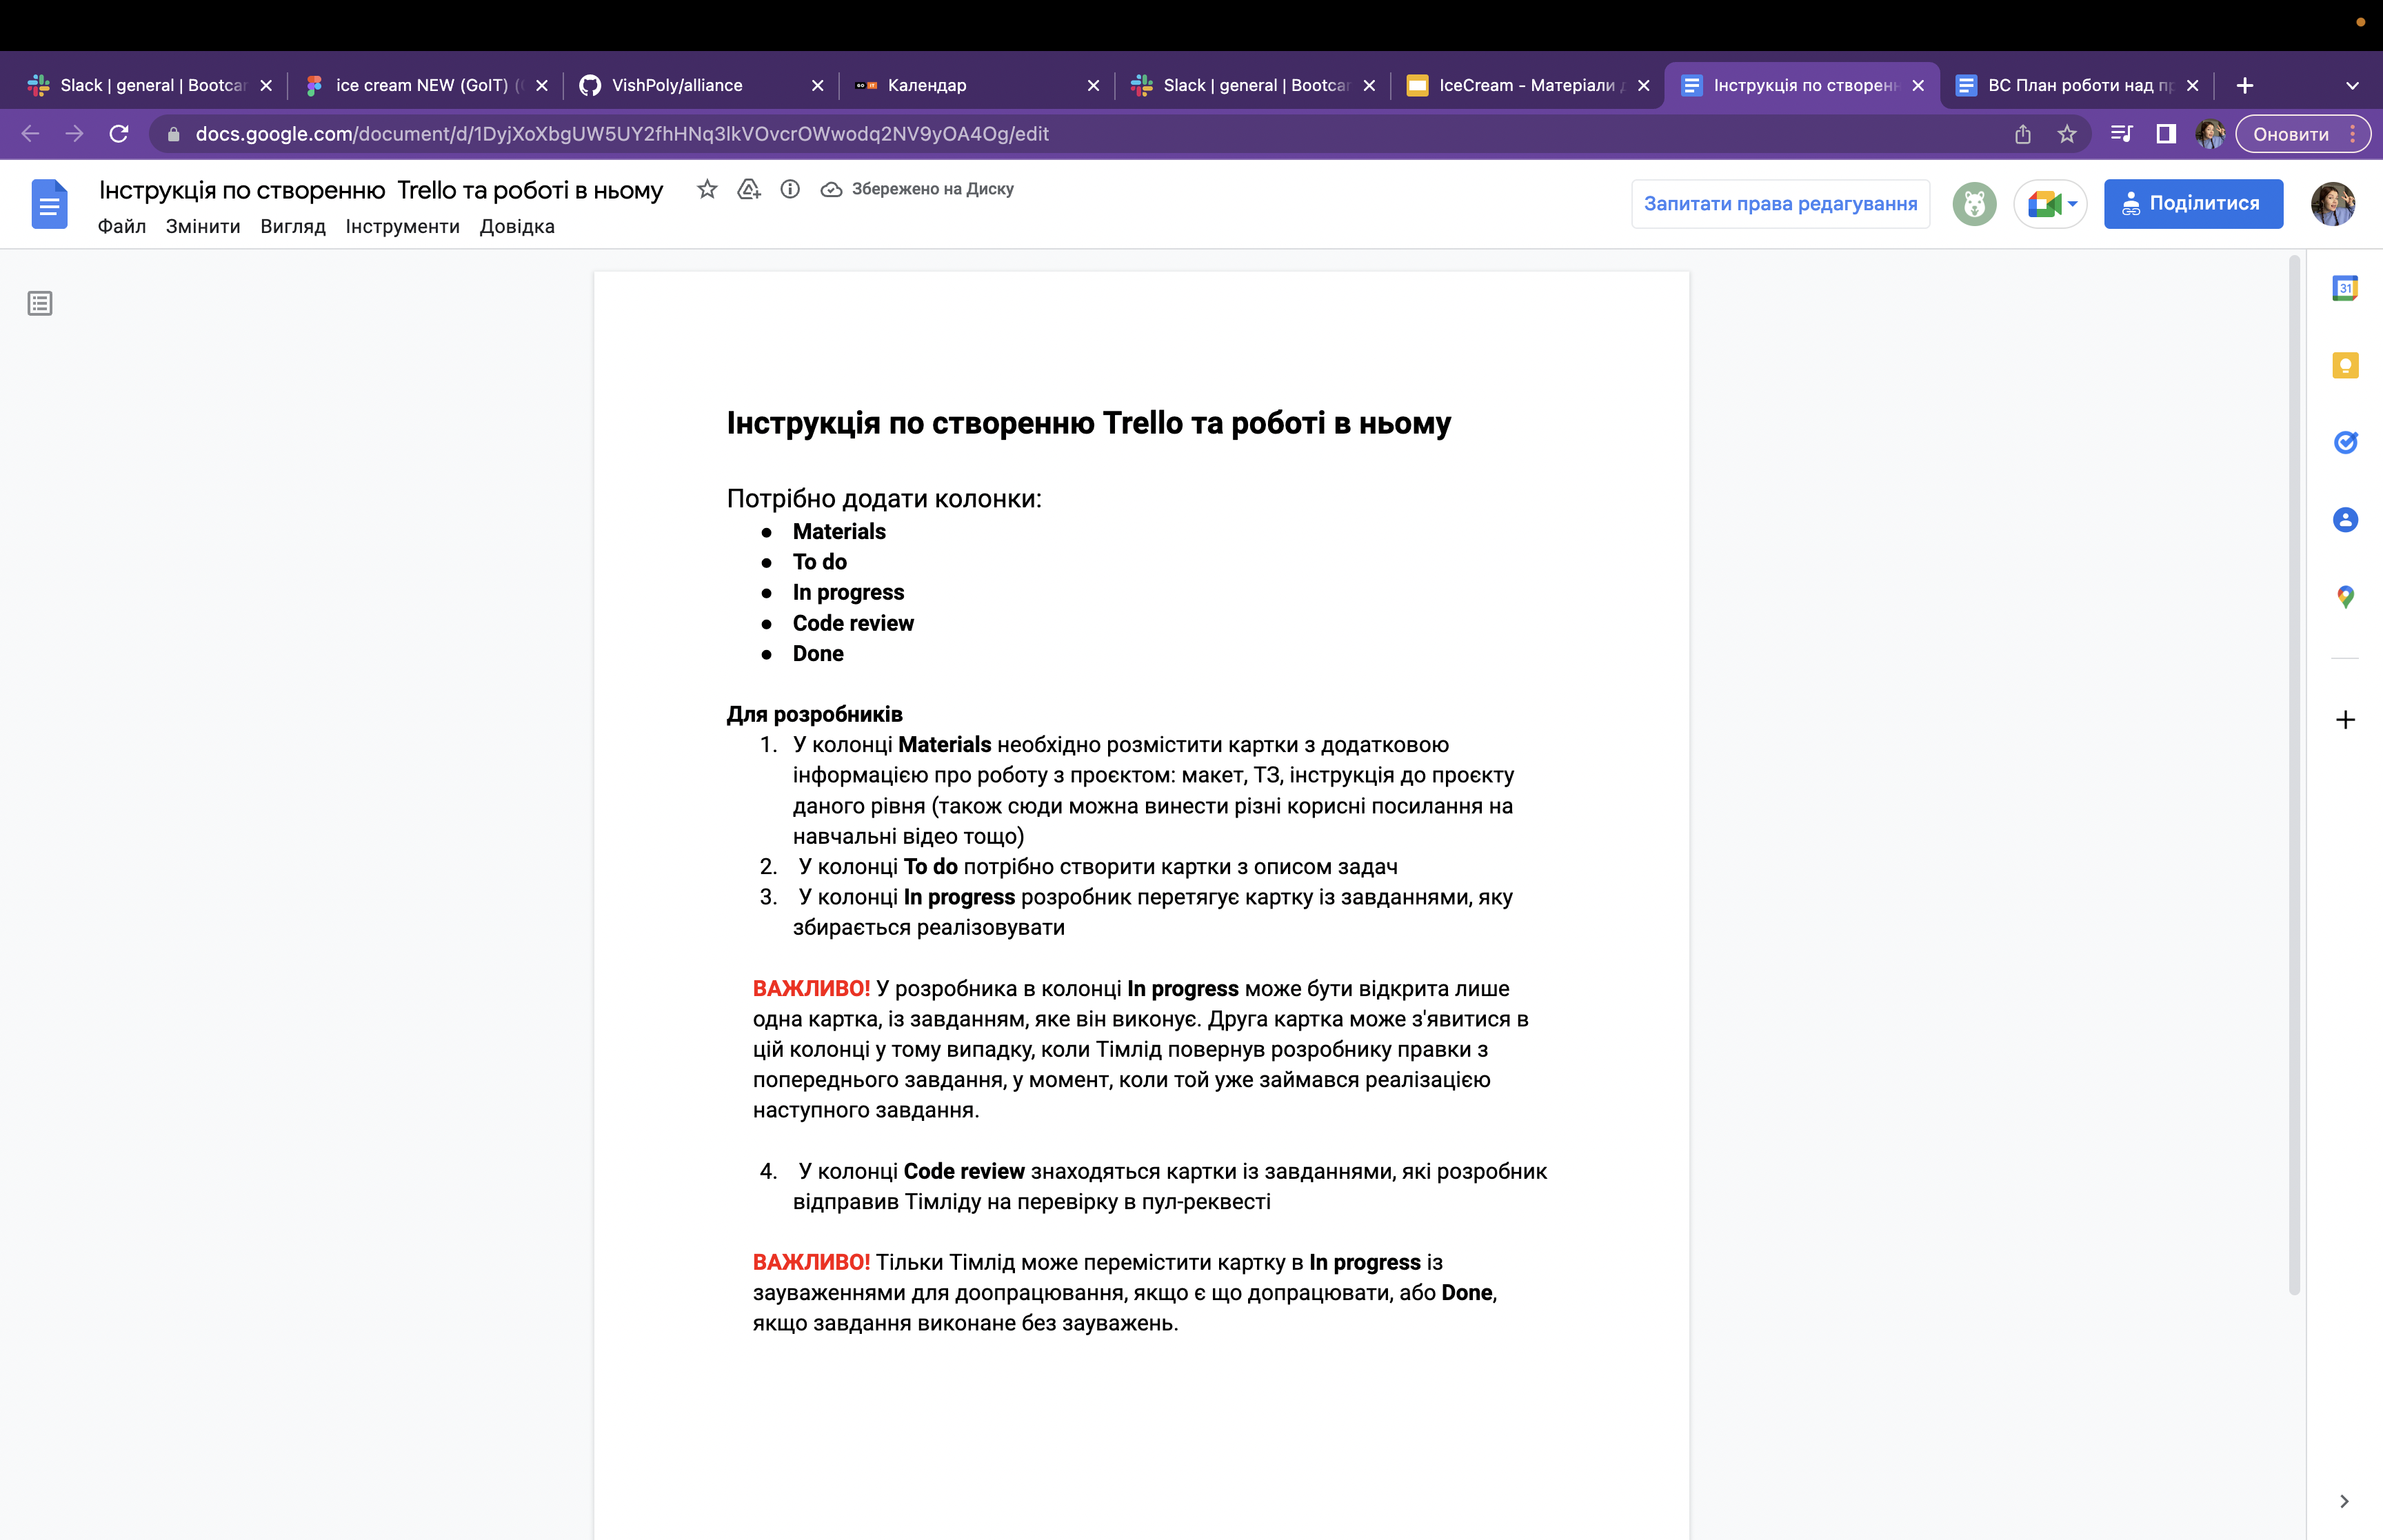 Slack | general | Bootcar
ice cream NEW (GoIT) (
VishPoly/alliance
Календар
Slack | general | Bootcar
IceCream - Матеріали д
Інструкція по створен
ВС План роботи над пр
docs.google.com/document/d/1DyjXoXbgUW5UY2fhHNq3lkVOvcrOWwodq2NV9yOA4Og/edit
Оновити
Інструкція по створенню Trello та роботі в ньому
Збережено на Диску
Файл Змінити Вигляд Інструменти Довідка
Запитати права редагування
Поділитися
31
Інструкція по створенню Trello та роботі в ньому
Потрібно додати колонки:
● Materials
● To do
● In progress
● Code review
● Done
Для розробників
1. У колонці Materials необхідно розмістити картки з додатковою
інформацією про роботу з проєктом: макет, ТЗ, інструкція до проєкту
даного рівня (також сюди можна винести різні корисні посилання на
навчальні відео тощо)
2. У колонці To do потрібно створити картки з описом задач
3. У колонці In progress розробник перетягує картку із завданнями, яку
збирається реалізовувати
ВАЖЛИВО! У розробника в колонці In progress може бути відкрита лише
одна картка, із завданням, яке він виконує. Друга картка може з'явитися в
цій колонці у тому випадку, коли Тімлід повернув розробнику правки з
попереднього завдання, у момент, коли той уже займався реалізацією
наступного завдання.
4. У колонці Code review знаходяться картки із завданнями, які розробник
відправив Тімліду на перевірку в пул-реквесті
ВАЖЛИВО! Тільки Тімлід може перемістити картку в In progress із
зауваженнями для доопрацювання, якщо є що допрацювати, або Done,
якщо завдання виконане без зауважень.